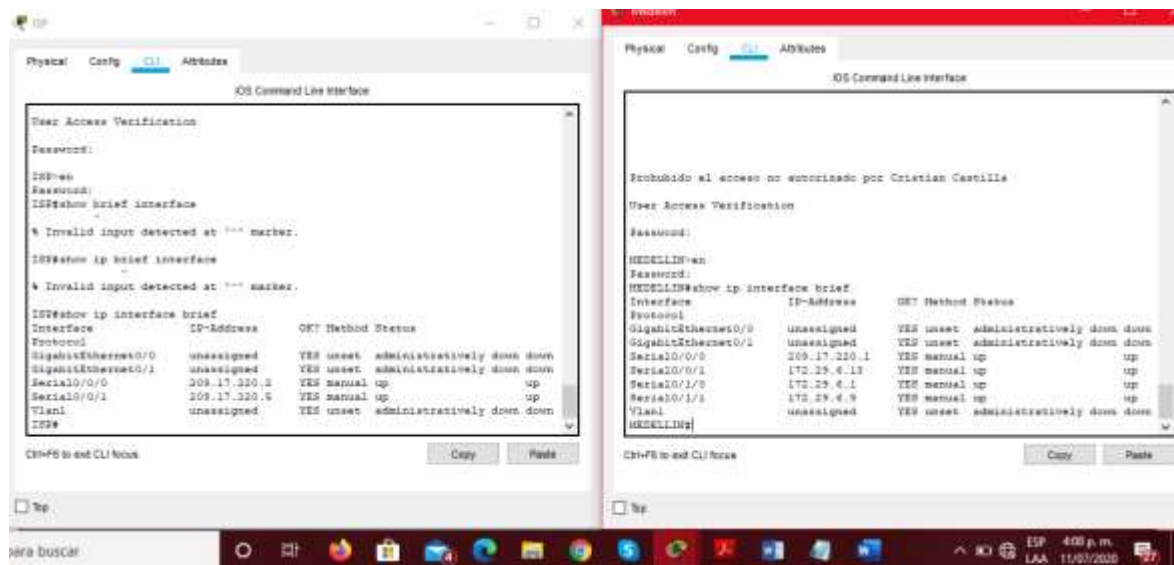 ISP
Physical Config CLI Attributes
IOS Command Line Interface
User Access Verification
Password:
ISP>en
Password:
ISP#show brief interface
^
% Invalid input detected at '^' marker.
ISP#show ip brief interface
^
% Invalid input detected at '^' marker.
ISP#show ip interface brief
Interface IP-Address OK? Method Status
Protocol
GigabitEthernet0/0 unassigned YES unset administratively down down
GigabitEthernet0/1 unassigned YES unset administratively down down
Serial0/0/0 209.17.220.2 YES manual up up
Serial0/0/1 209.17.220.5 YES manual up up
Vlan1 unassigned YES unset administratively down down
ISP#
Ctrl+F6 to exit CLI focus
Copy Paste
Top
Physical Config CLI Attributes
IOS Command Line Interface
Prohibido el acceso no autorizado por Cristian Castilla
User Access Verification
Password:
MEDELLIN>en
Password:
MEDELLIN#show ip interface brief
Interface IP-Address OK? Method Status
Protocol
GigabitEthernet0/0 unassigned YES unset administratively down down
GigabitEthernet0/1 unassigned YES unset administratively down down
Serial0/0/0 209.17.220.1 YES manual up up
Serial0/0/1 172.29.6.13 YES manual up up
Serial0/1/0 172.29.6.1 YES manual up up
Serial0/1/1 172.29.6.9 YES manual up up
Vlan1 unassigned YES unset administratively down down
MEDELLIN#
Ctrl+F6 to exit CLI focus
Copy Paste
Top
para buscar
ESP
LAA
4:00 p. m.
11/07/2020
27